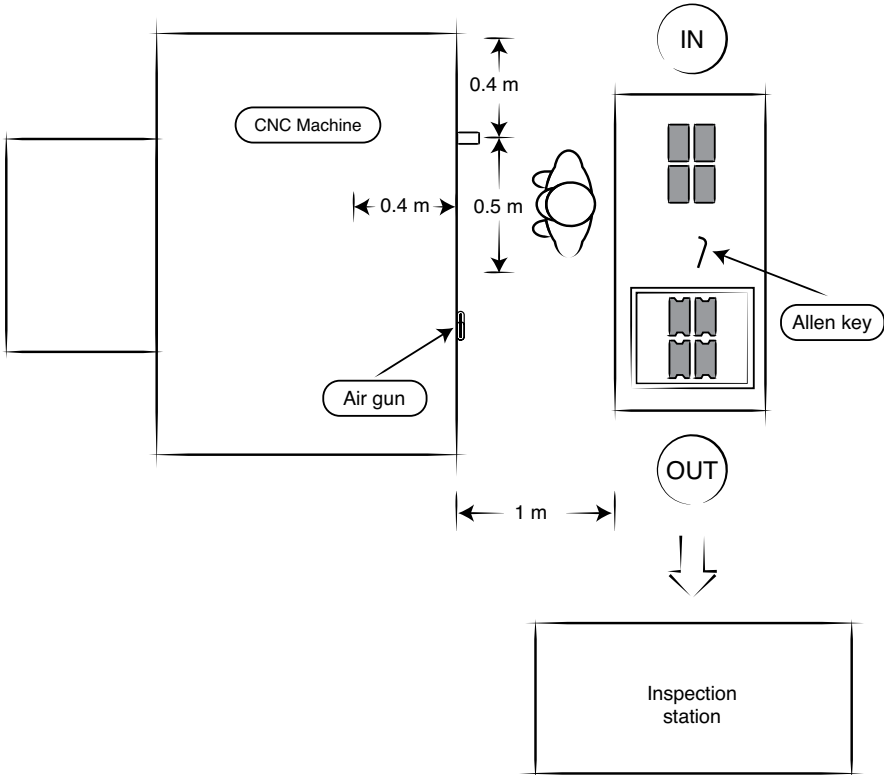 IN
0.4 m
CNC Machine
0.4 m
0.5 m
Allen key
Air gun
OUT
1 m
Inspection
station